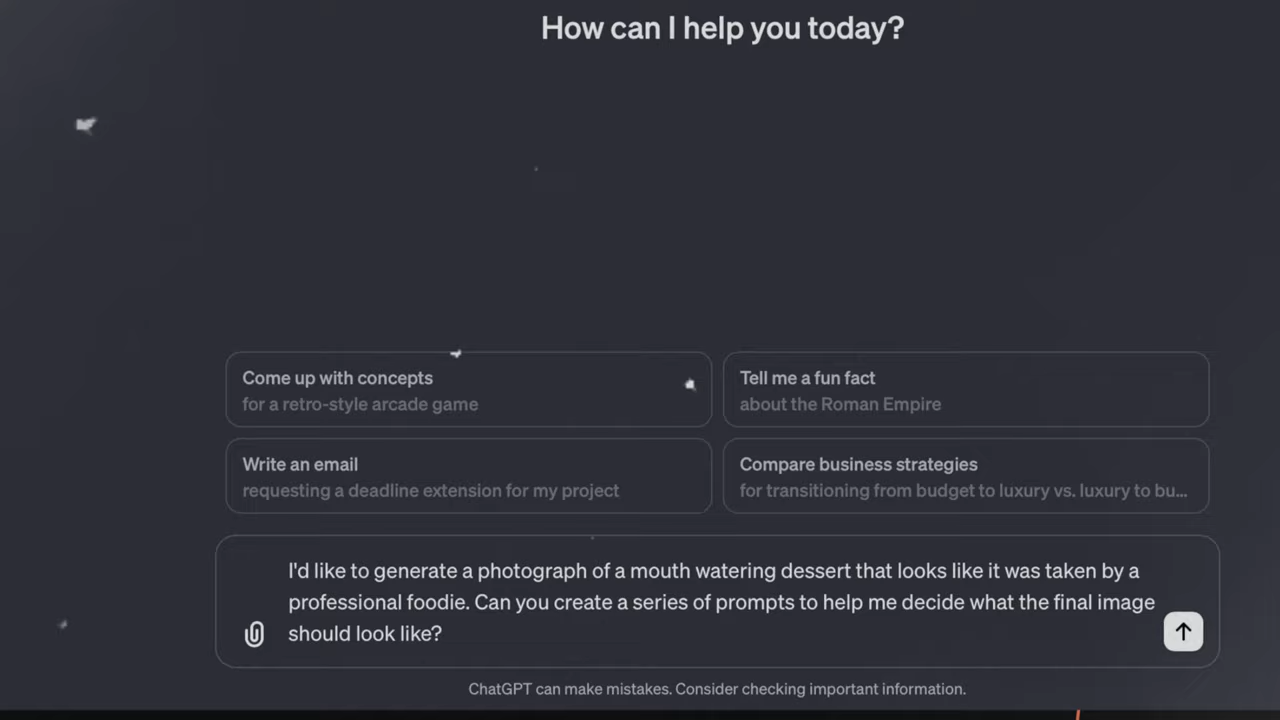 How can I help you today?
Come up with concepts
for a retro-style arcade game
Tell me a fun fact
about the Roman Empire
Write an email
requesting a deadline extension for my project
Compare business strategies
for transitioning from budget to luxury vs. luxury to bu...
I'd like to generate a photograph of a mouth watering dessert that looks like it was taken by a
professional foodie. Can you create a series of prompts to help me decide what the final image
should look like?
ChatGPT can make mistakes. Consider checking important information.